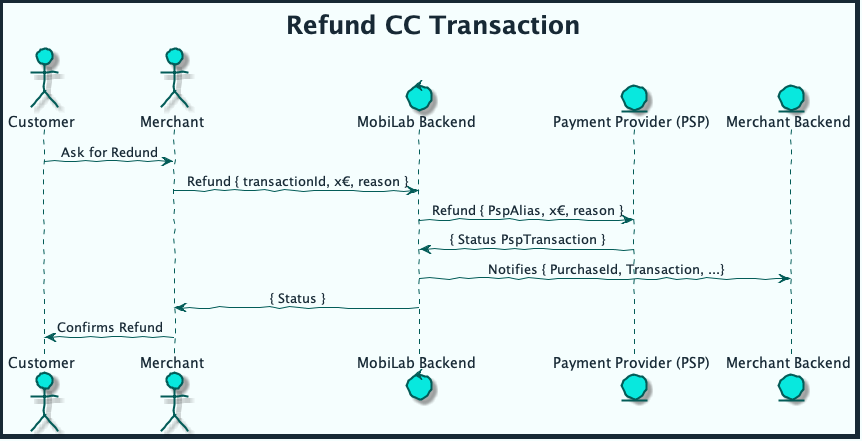 Refund CC Transaction
Customer Merchant MobiLab Backend Payment Provider (PSP) Merchant Backend
Ask for Redund
Refund { transactionId, x€, reason }
Refund { PspAlias, x€, reason }
{ Status PspTransaction }
Notifies { PurchaseId, Transaction, ...}
{ Status }
Confirms Refund
Customer Merchant MobiLab Backend Payment Provider (PSP) Merchant Backend